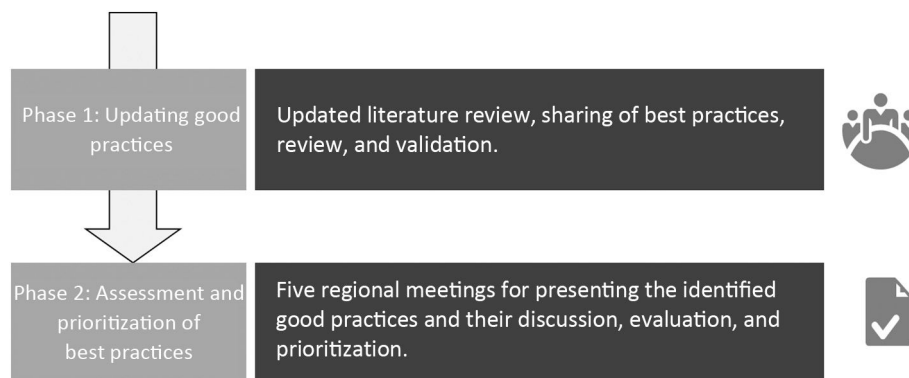 Phase 1: Updating good
practices
Updated literature review, sharing of best practices,
review, and validation.
Phase 2: Assessment and
prioritization of
best practices
Five regional meetings for presenting the identified
good practices and their discussion, evaluation, and
prioritization.